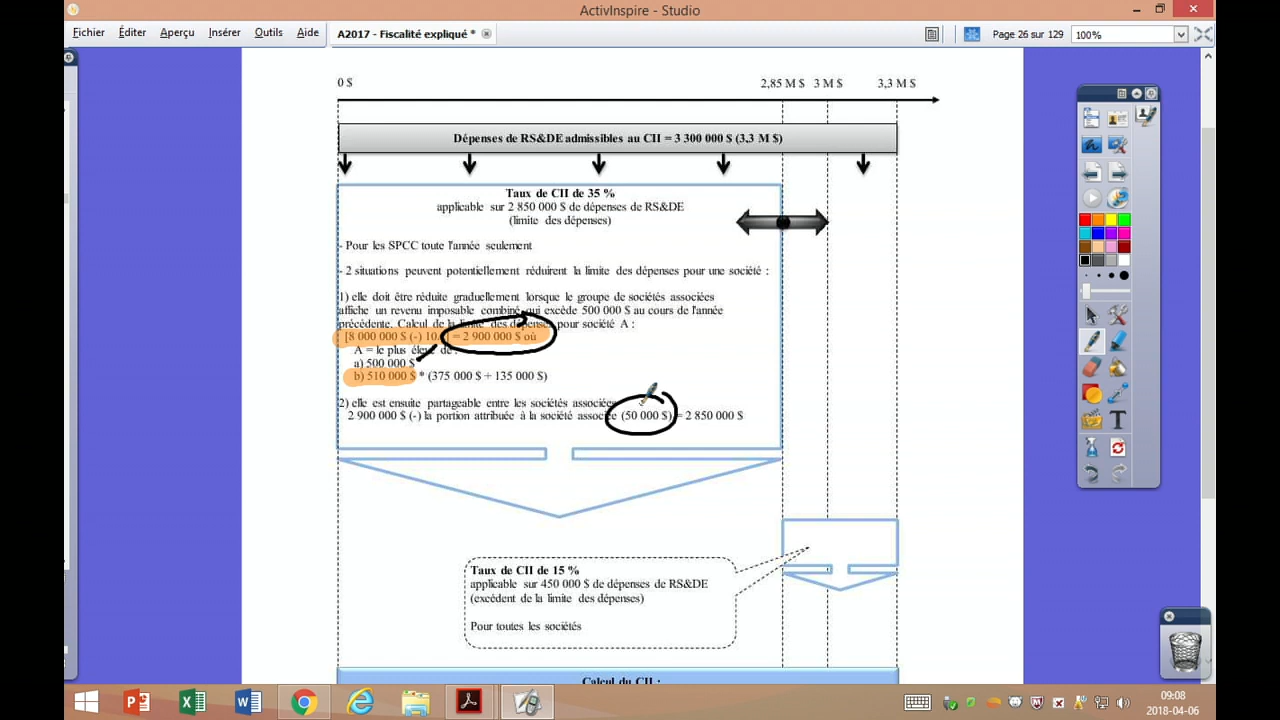 ActivInspire - Studio
Fichier Éditer Aperçu Insérer Outils Aide A2017 - Fiscalité expliqué * Page 26 sur 129 100%
0 $ 2,85 M $ 3 M $ 3,3 M $
Dépenses de RS&DE admissibles au CII = 3 300 000 $ (3,3 M $)
Taux de CII de 35 %
applicable sur 2 850 000 $ de dépenses de RS&DE
(limite des dépenses)
- Pour les SPCC toute l'année seulement
- 2 situations peuvent potentiellement réduirent la limite des dépenses pour une société :
1) elle doit être réduite graduellement lorsque le groupe de sociétés associées
affiche un revenu imposable combiné qui excède 500 000 $ au cours de l'année
précédente. Calcul de la limite des dépenses pour société A :
[8 000 000 $ (-) 10 ] = 2 900 000 $ où
A = le plus élevé de :
a) 500 000 $
b) 510 000 $ * (375 000 $ + 135 000 $)
2) elle est ensuite partageable entre les sociétés associées
2 900 000 $ (-) la portion attribuée à la société associée (50 000 $) = 2 850 000 $
Taux de CII de 15 %
applicable sur 450 000 $ de dépenses de RS&DE
(excédent de la limite des dépenses)
Pour toutes les sociétés
Calcul du CII :
09:08
2018-04-06